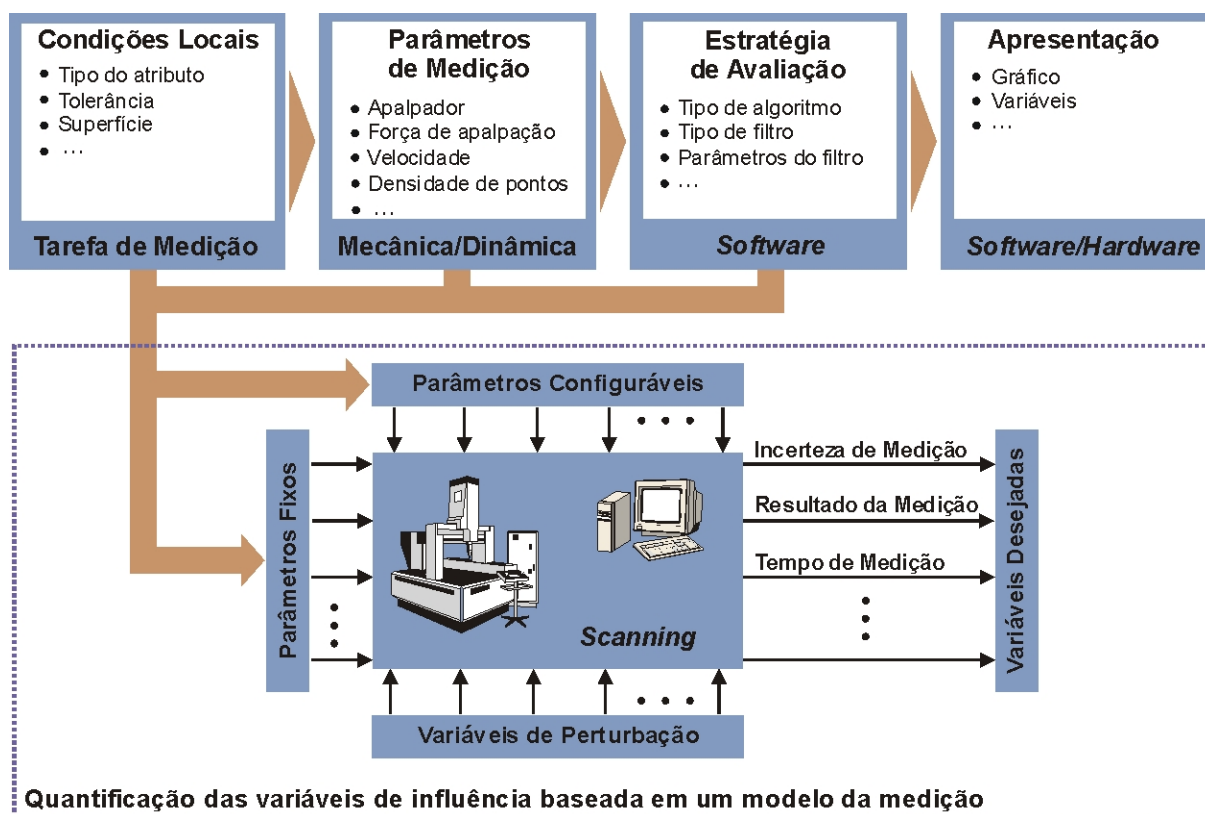 Condições Locais
• Tipo do atributo
• Tolerância
• Superfície
• ...
Tarefa de Medição
Parâmetros
de Medição
• Apalpador
• Força de apalpação
• Velocidade
• Densidade de pontos
• ...
Mecânica/Dinâmica
Estratégia
de Avaliação
• Tipo de algoritmo
• Tipo de filtro
• Parâmetros do filtro
• ...
Software
Apresentação
• Gráfico
• Variáveis
• ...
Software/Hardware
Parâmetros Configuráveis
Parâmetros Fixos
Scanning
Incerteza de Medição
Resultado da Medição
Tempo de Medição
Variáveis Desejadas
Variáveis de Perturbação
Quantificação das variáveis de influência baseada em um modelo da medição